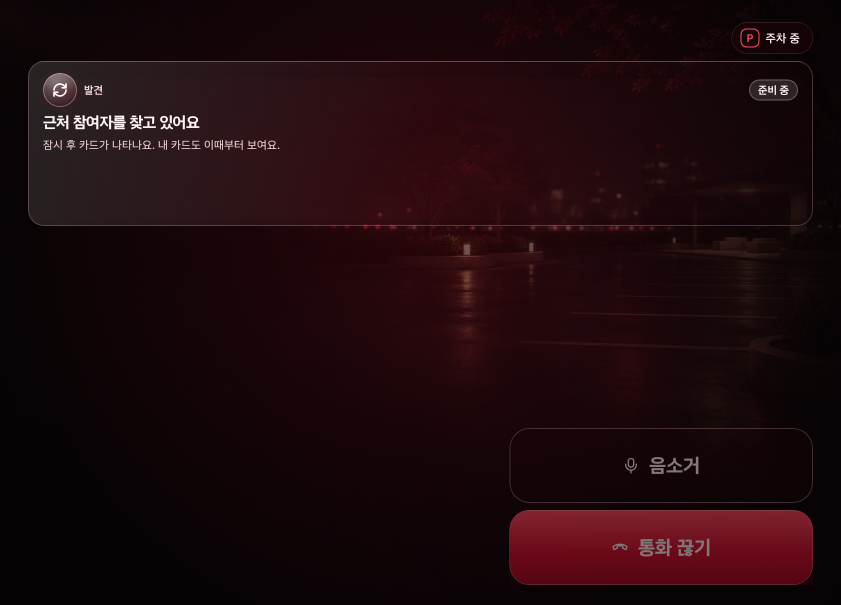 P 주차 중
발견
준비 중
근처 참여자를 찾고 있어요
잠시 후 카드가 나타나요. 내 카드도 이때부터 보여요.
음소거
통화 끊기